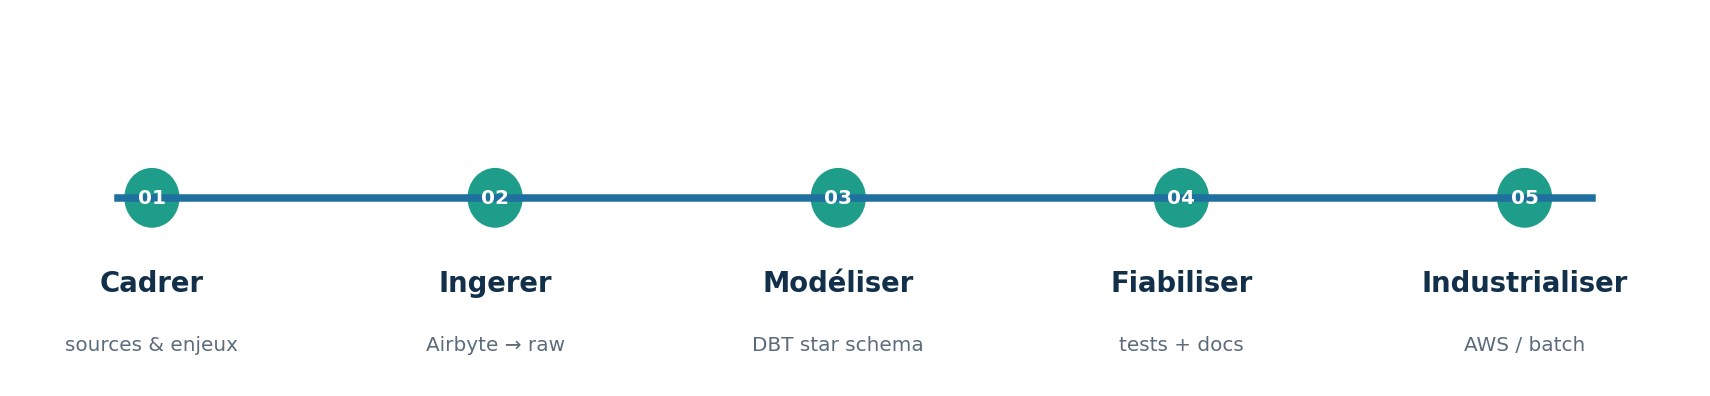 01
02
03
04
05
Cadrer
Ingerer
Modéliser
Fiabiliser
Industrialiser
sources & enjeux
Airbyte → raw
DBT star schema
tests + docs
AWS / batch